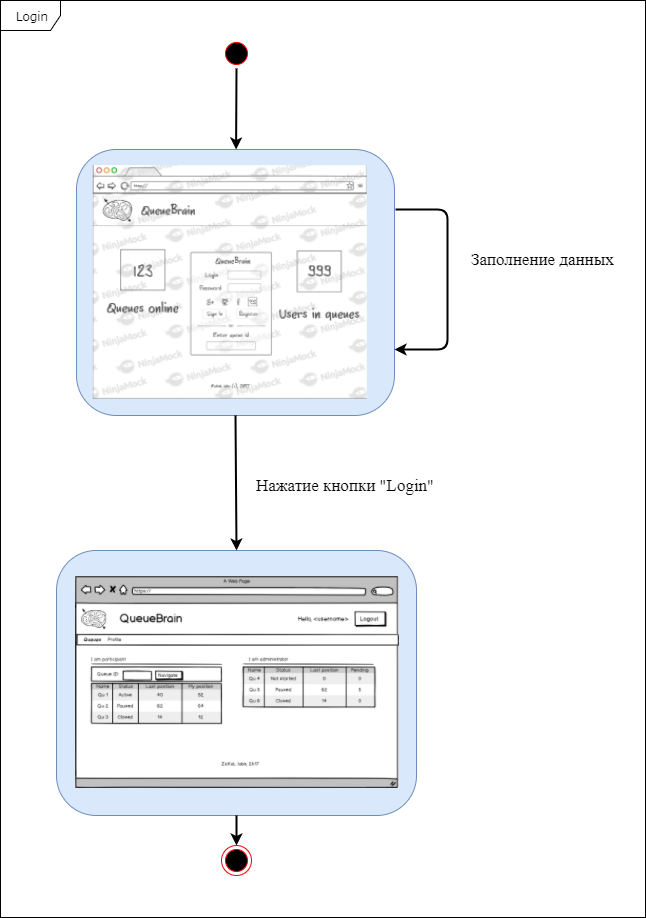 Login
http://
QueueBrain
123
Queues online
QueueBrain
Login
Password
g+
f
Sign In
Register
or
Enter queue id
999
Users in queues
Заполнение данных
Нажатие кнопки "Login"
A Web Page
https://
QueueBrain
Hello, <username>
Logout
Queues Profile
I am participant
Queue ID: Navigate
Name Status Last position My position
Qu 1 Active 40 52
Qu 2 Paused 62 64
Qu 3 Closed 14 12
I am administrator
Name Status Last position Pending
Qu 4 Not started 0 0
Qu 5 Paused 62 5
Qu 6 Closed 14 0
NinjaMock